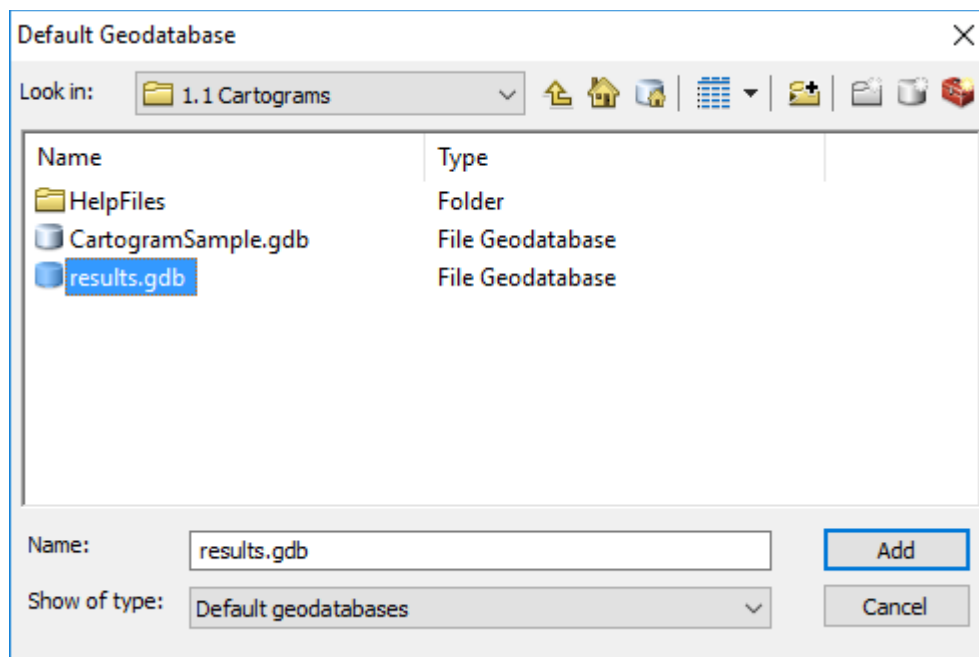 Default Geodatabase
Look in: 1.1 Cartograms
Name Type
HelpFiles Folder
CartogramSample.gdb File Geodatabase
results.gdb File Geodatabase
Name: results.gdb Add
Show of type: Default geodatabases Cancel